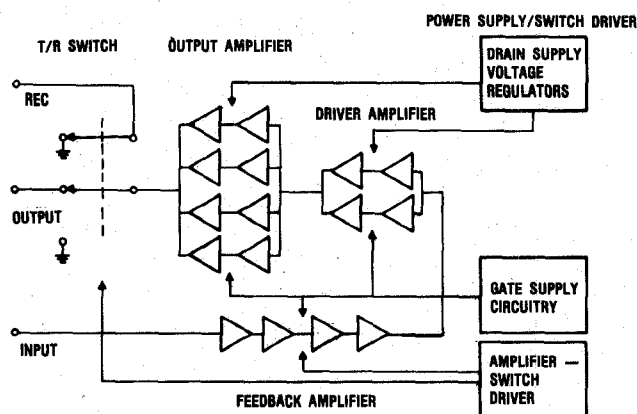 POWER SUPPLY/SWITCH DRIVER
T/R SWITCH
OUTPUT AMPLIFIER
DRAIN SUPPLY
VOLTAGE
REGULATORS
REC
DRIVER AMPLIFIER
OUTPUT
GATE SUPPLY
CIRCUITRY
INPUT
AMPLIFIER —
SWITCH
DRIVER
FEEDBACK AMPLIFIER